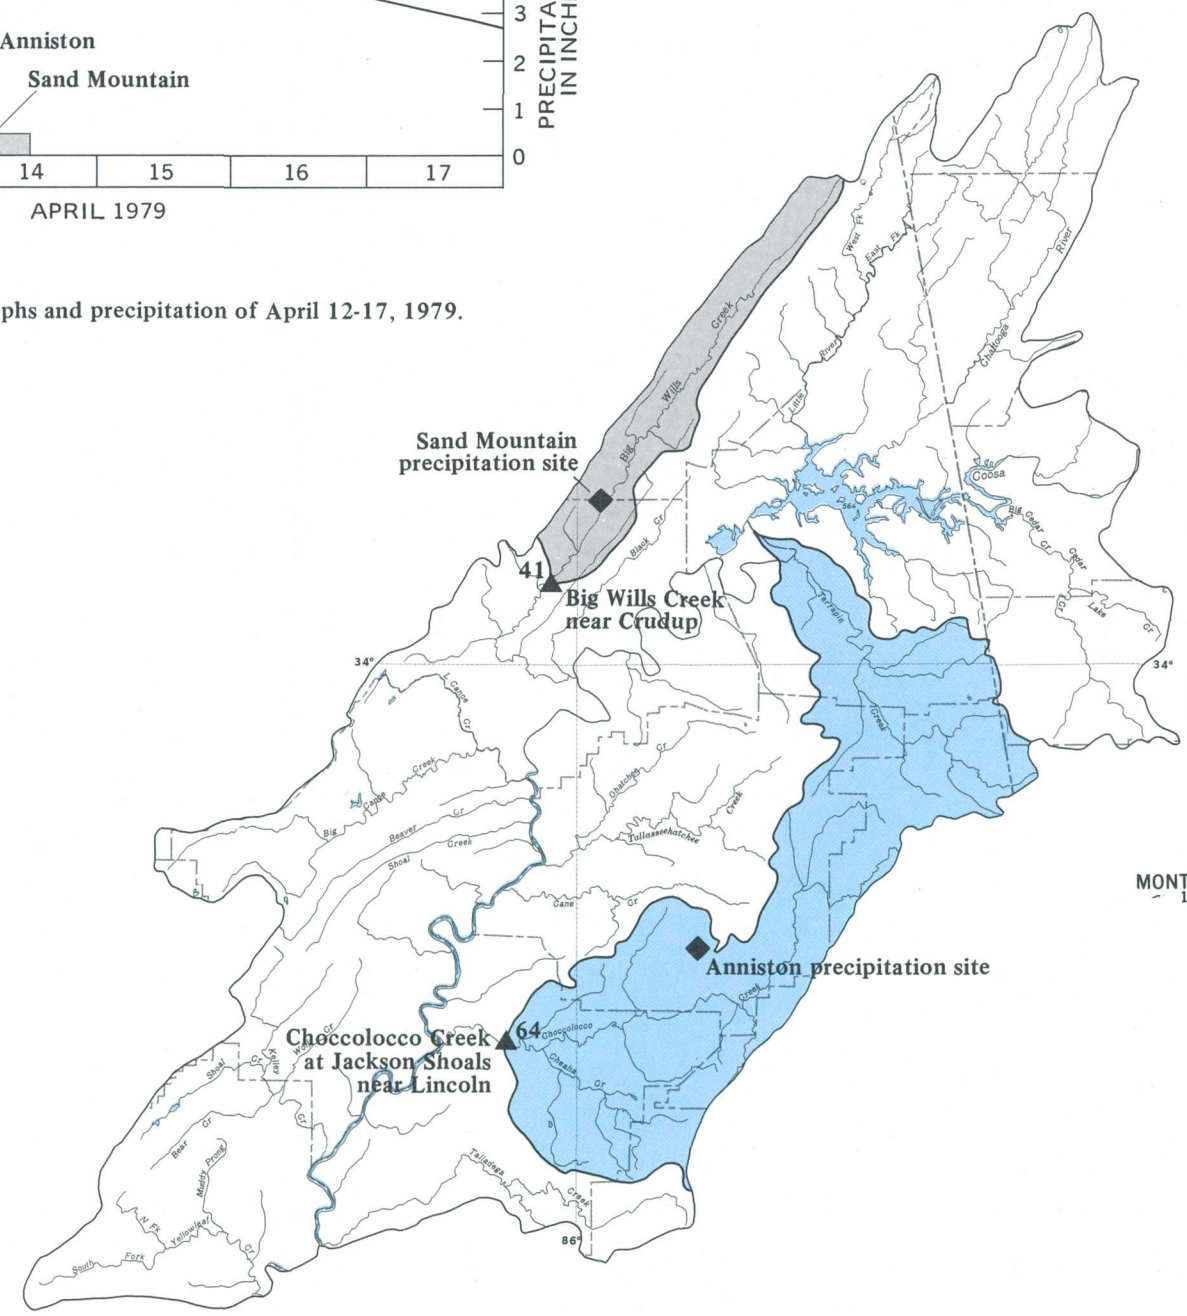 Anniston
Sand Mountain
3
2
1
0
IN INCH
14
15
16
17
APRIL 1979
phs and precipitation of April 12-17, 1979.
West Fk
East Fk
River
Chattooga
Creek
Wills
Big
Little
River
Sand Mountain
precipitation site
Coosa
564
Big Cedar
Cr
Cedar
Cr
Lake
Cr
Black
Cr
41
Big Wills Creek
near Crudup
Terrapin
Creek
34°
34°
L Canoe
Cr
Big
Canoe
Creek
Beaver
Cr
Shoal
Creek
Ohatchee
Cr
Tallasseehatchee
Creek
Cane
Cr
MONT
1
Anniston precipitation site
Choccolocco Creek
at Jackson Shoals
near Lincoln
64
Choccolocco
Creek
Cheaha
Cr
Shoal
Cr
Kelley
Cr
Wolf
Cr
Bear
Cr
Muddy Prong
N Fk
Yellowleaf
Cr
South
Fork
Talladega
Creek
86°